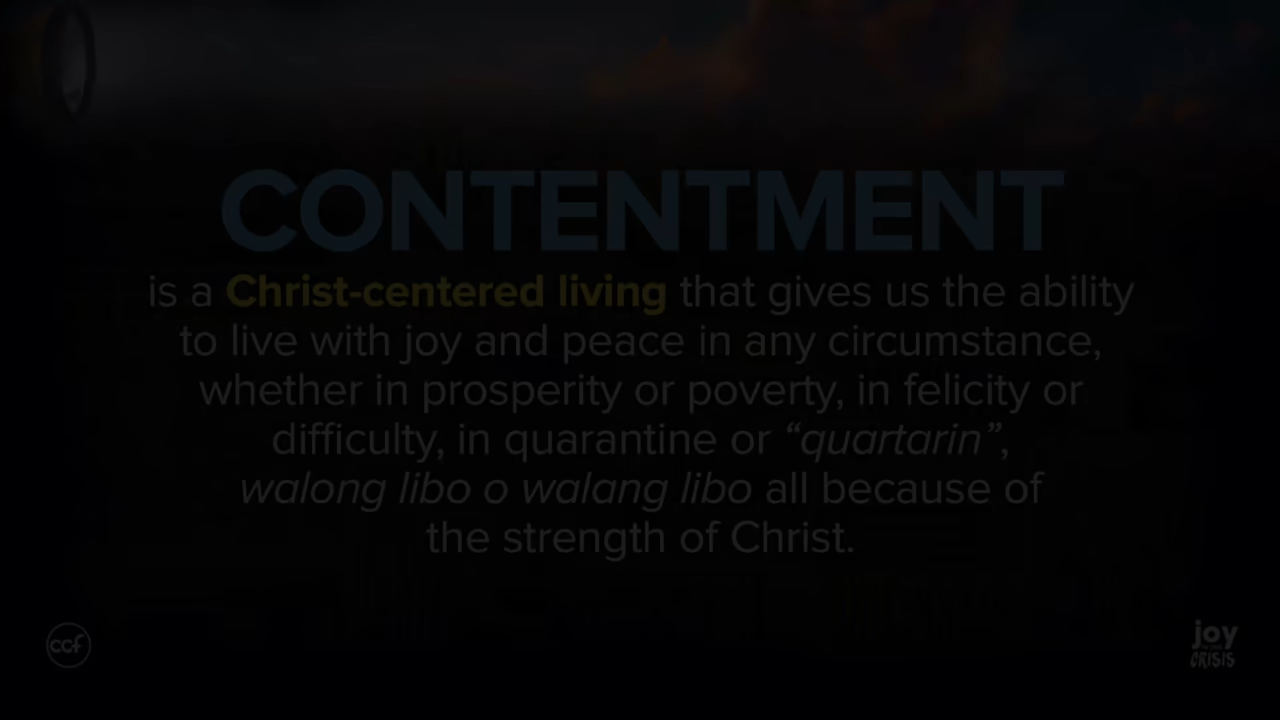 CONTENTMENT
is a Christ-centered living that gives us the ability
to live with joy and peace in any circumstance,
whether in prosperity or poverty, in felicity or
difficulty, in quarantine or “quartarin”,
walong libo o walang libo all because of
the strength of Christ.
ccf
joy
CRISIS